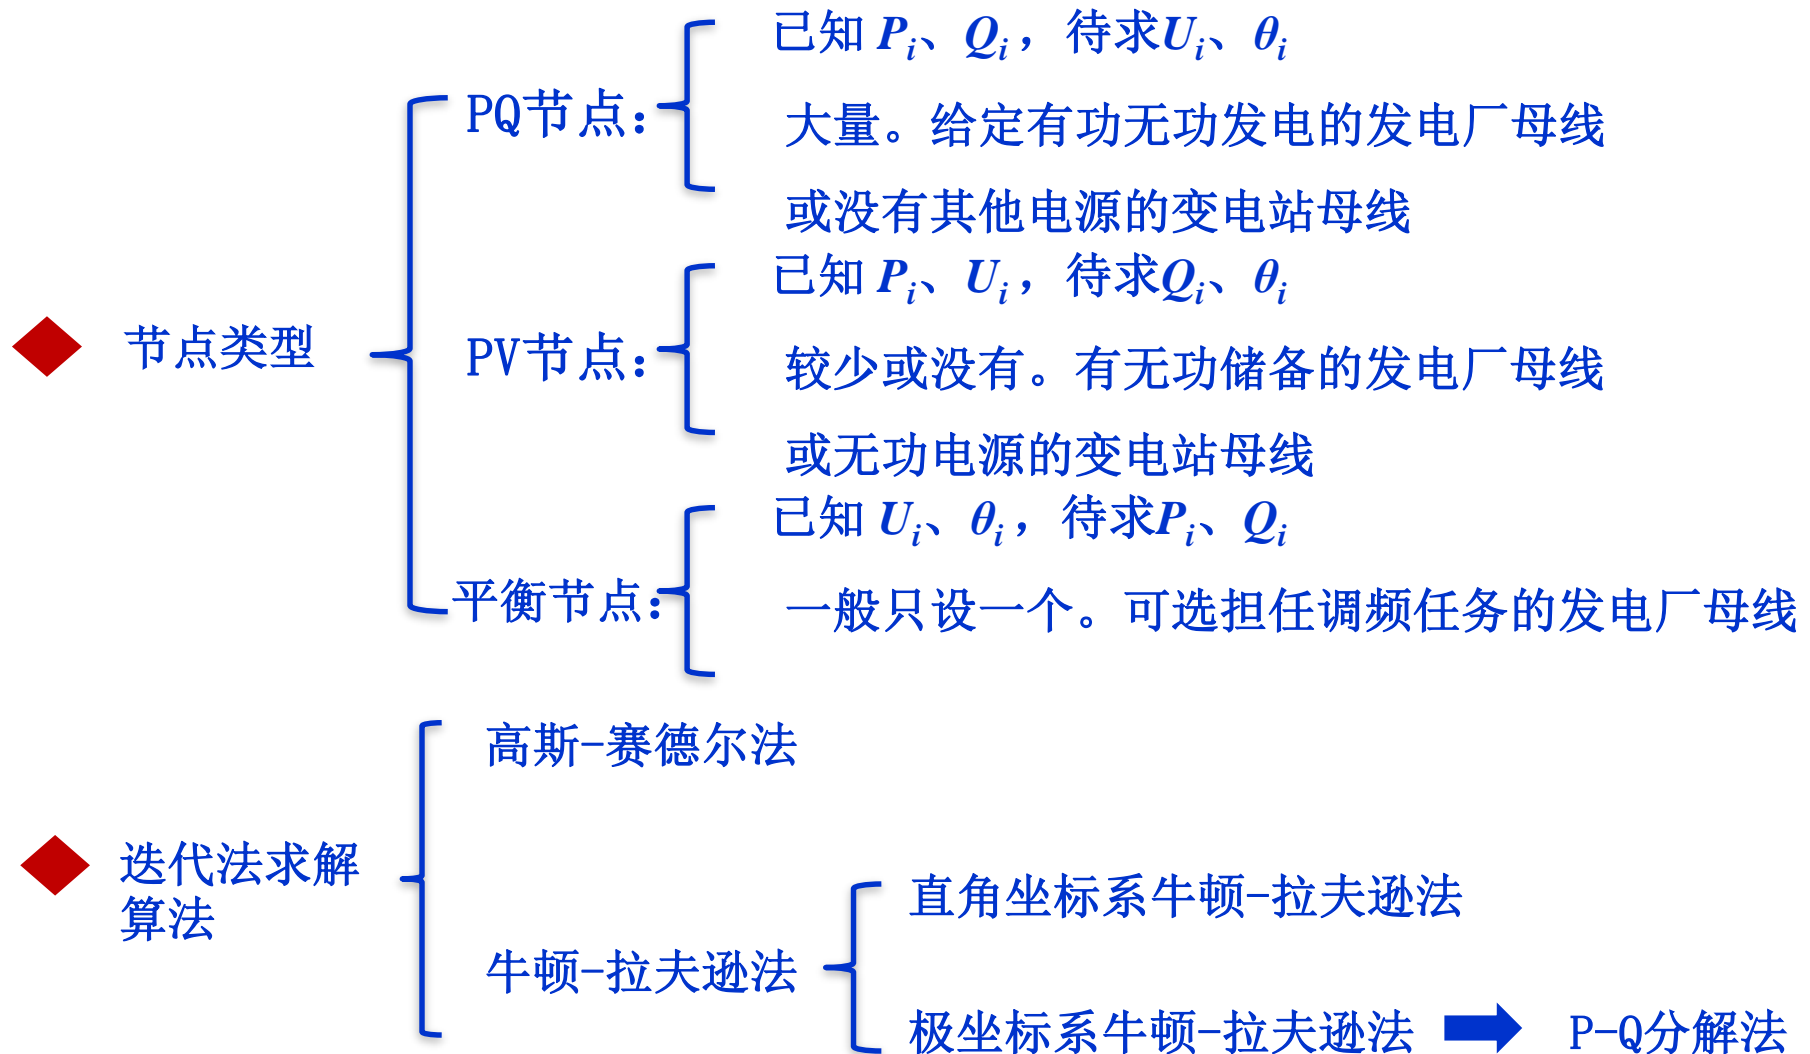 已知 Pi、Qi，待求Ui、θi
PQ节点：
大量。给定有功无功发电的发电厂母线
或没有其他电源的变电站母线
已知 Pi、Ui，待求Qi、θi
节点类型
PV节点：
较少或没有。有无功储备的发电厂母线
或无功电源的变电站母线
已知 Ui、θi，待求Pi、Qi
平衡节点：
一般只设一个。可选担任调频任务的发电厂母线
高斯-赛德尔法
迭代法求解
算法
直角坐标系牛顿-拉夫逊法
牛顿-拉夫逊法
极坐标系牛顿-拉夫逊法
P-Q分解法